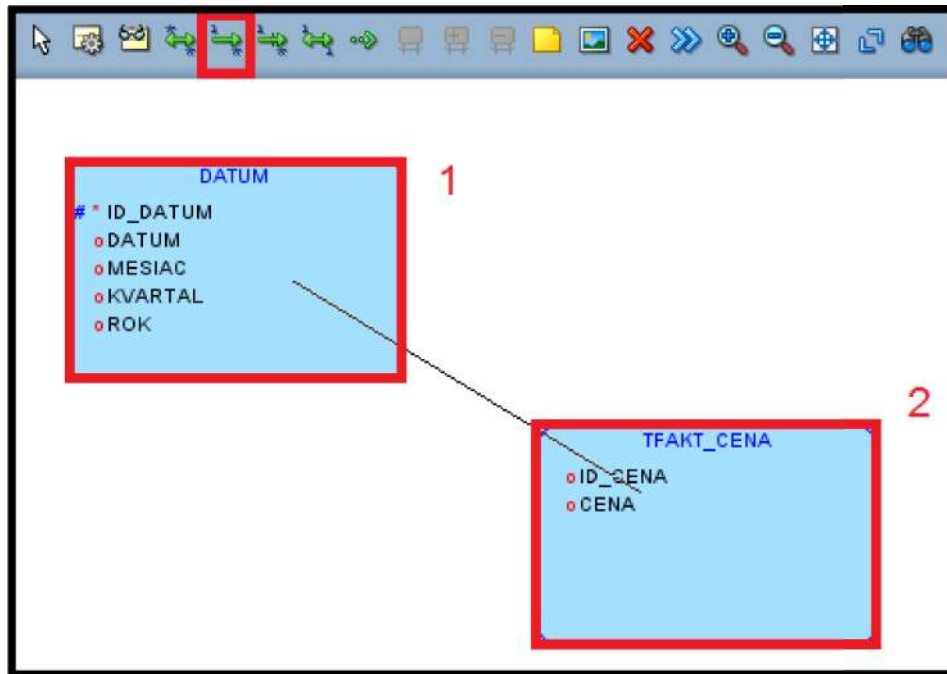 DATUM
# * ID_DATUM
o DATUM
o MESIAC
o KVARTAL
o ROK
1
2
TFAKT_CENA
o ID_CENA
o CENA